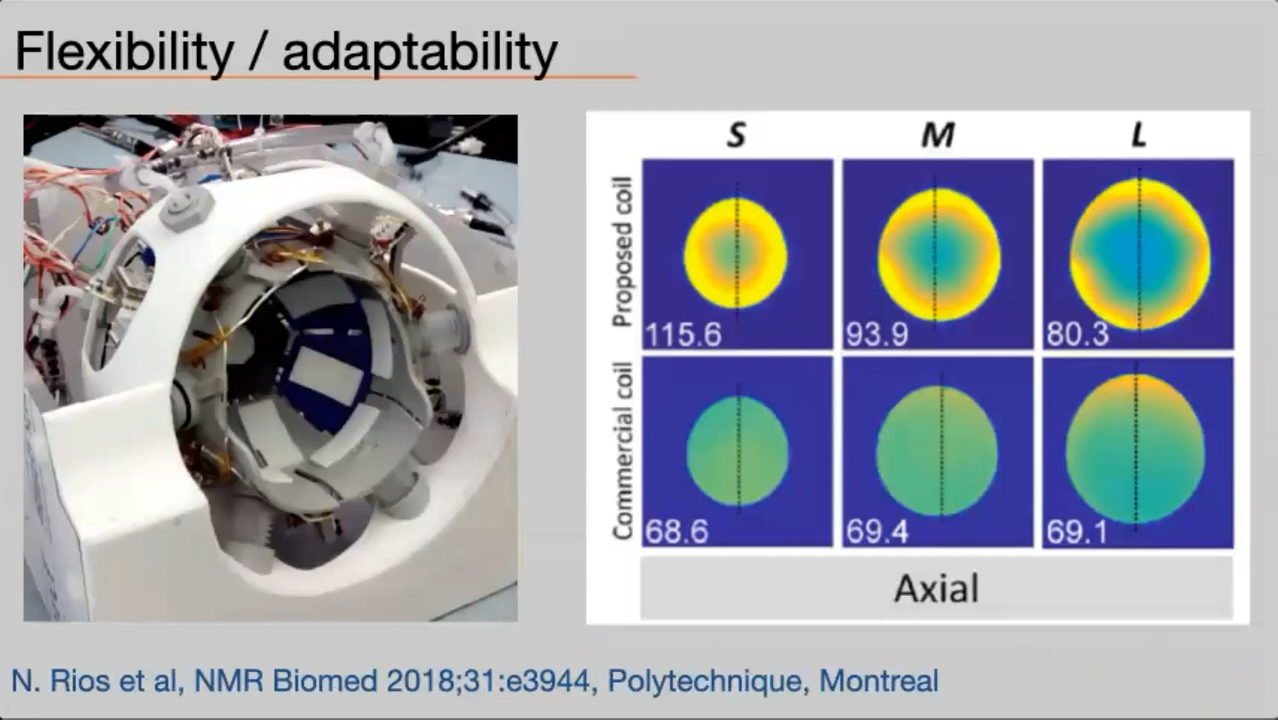 Flexibility / adaptability
S M L
Proposed coil
115.6 93.9 80.3
Commercial coil
68.6 69.4 69.1
Axial
N. Rios et al, NMR Biomed 2018;31:e3944, Polytechnique, Montreal